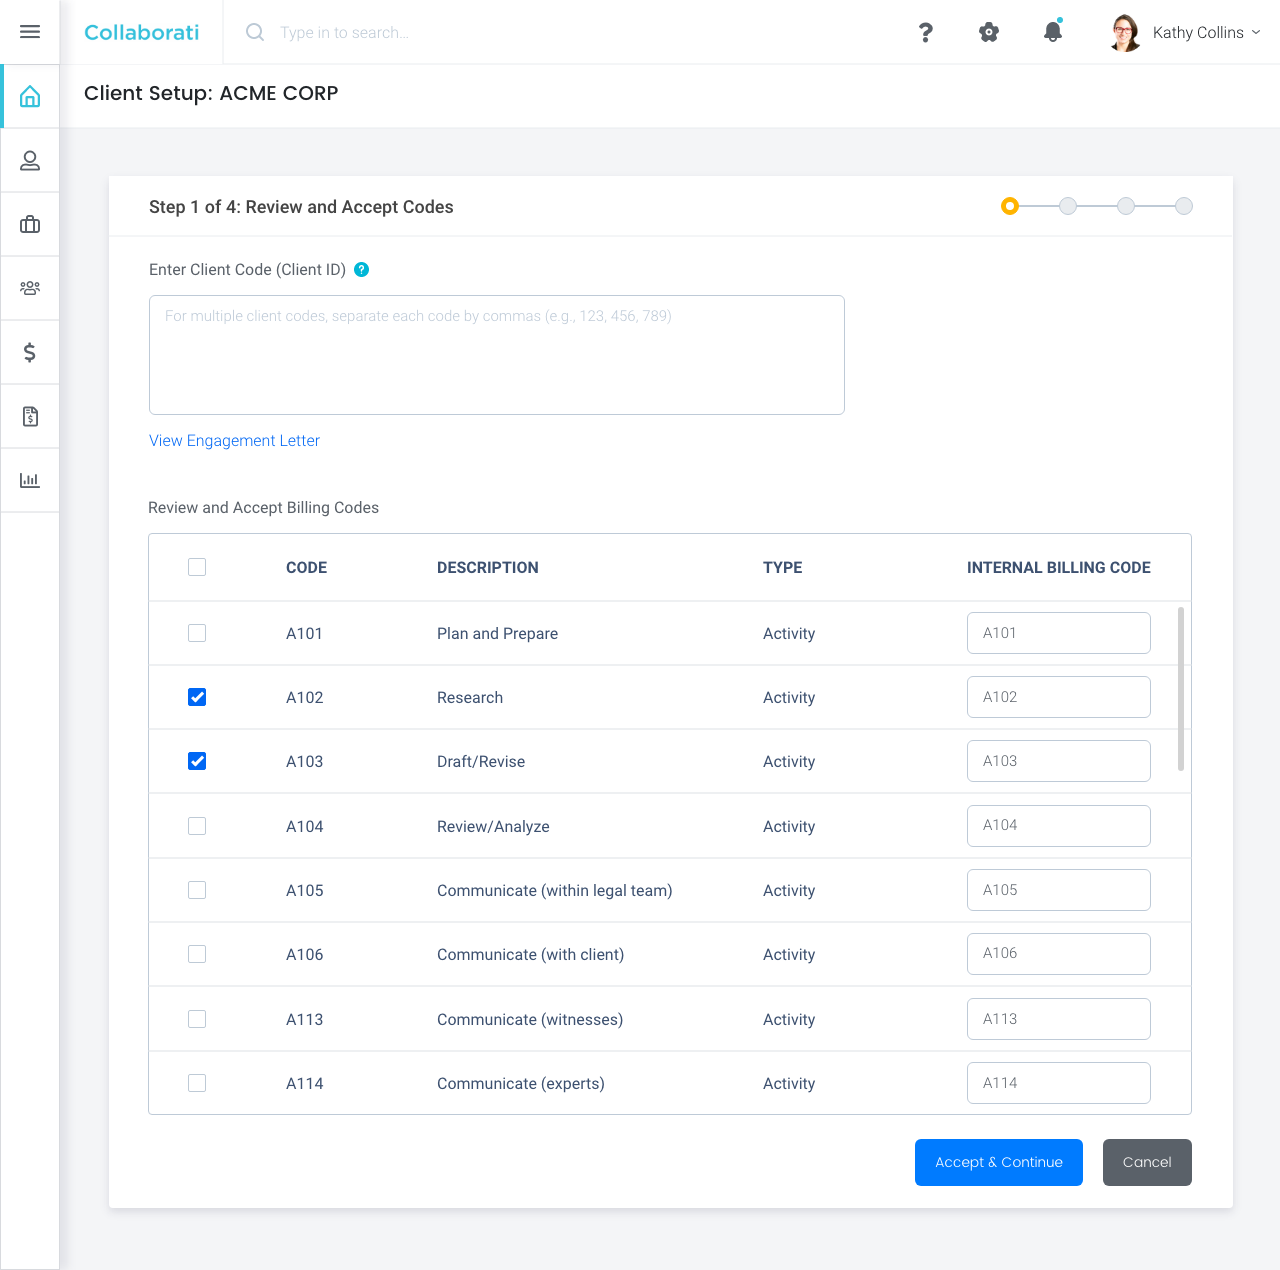 Collaborati
Type in to search...
Kathy Collins
Client Setup: ACME CORP
Step 1 of 4: Review and Accept Codes
Enter Client Code (Client ID) ?
For multiple client codes, separate each code by commas (e.g., 123, 456, 789)
View Engagement Letter
Review and Accept Billing Codes
CODE DESCRIPTION TYPE INTERNAL BILLING CODE
A101 Plan and Prepare Activity A101
A102 Research Activity A102
A103 Draft/Revise Activity A103
A104 Review/Analyze Activity A104
A105 Communicate (within legal team) Activity A105
A106 Communicate (with client) Activity A106
A113 Communicate (witnesses) Activity A113
A114 Communicate (experts) Activity A114
Accept & Continue Cancel